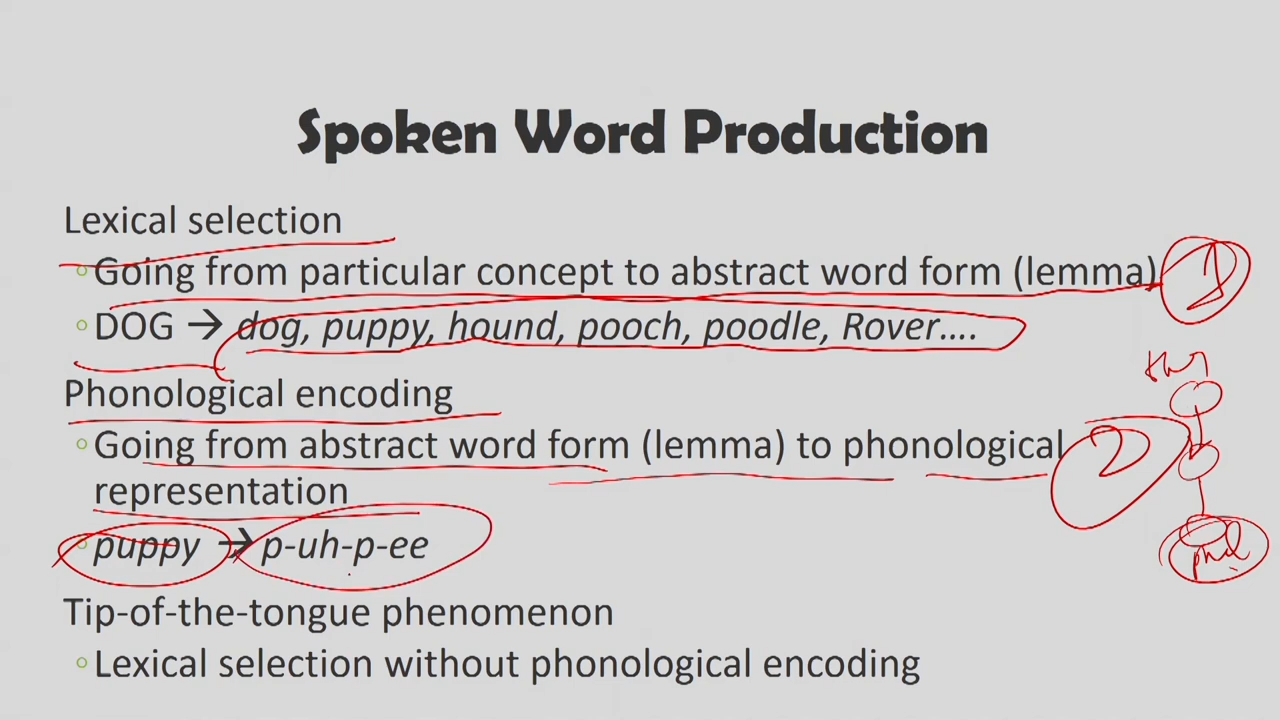 Spoken Word Production
Lexical selection
Going from particular concept to abstract word form (lemma)
1
DOG → dog, puppy, hound, pooch, poodle, Rover....
Phonological encoding
Going from abstract word form (lemma) to phonological
representation
2
puppy → p-uh-p-ee
Tip-of-the-tongue phenomenon
Lexical selection without phonological encoding